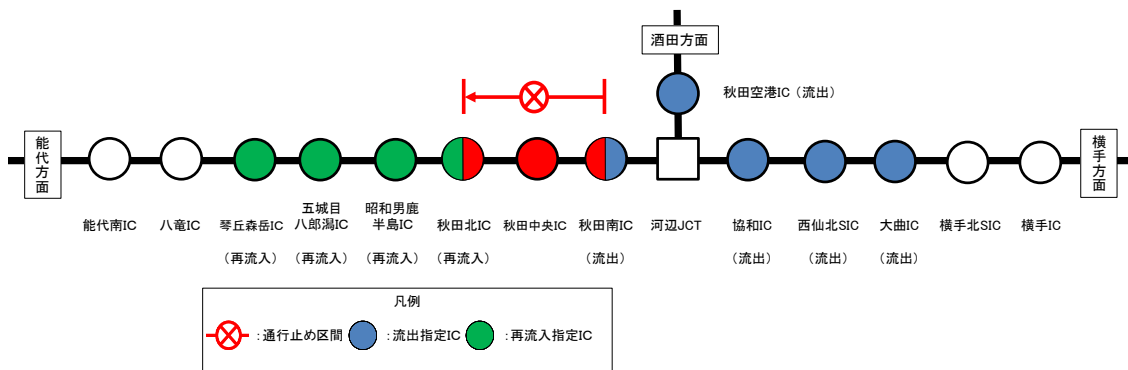 酒田方面
秋田空港IC（流出）
能代方面
横手方面
能代南IC
八竜IC
琴丘森岳IC
（再流入）
五城目
八郎潟IC
（再流入）
昭和男鹿
半島IC
（再流入）
秋田北IC
（再流入）
秋田中央IC
秋田南IC
（流出）
河辺JCT
協和IC
（流出）
西仙北SIC
（流出）
大曲IC
（流出）
横手北SIC
横手IC
凡例
：通行止め区間
：流出指定IC
：再流入指定IC